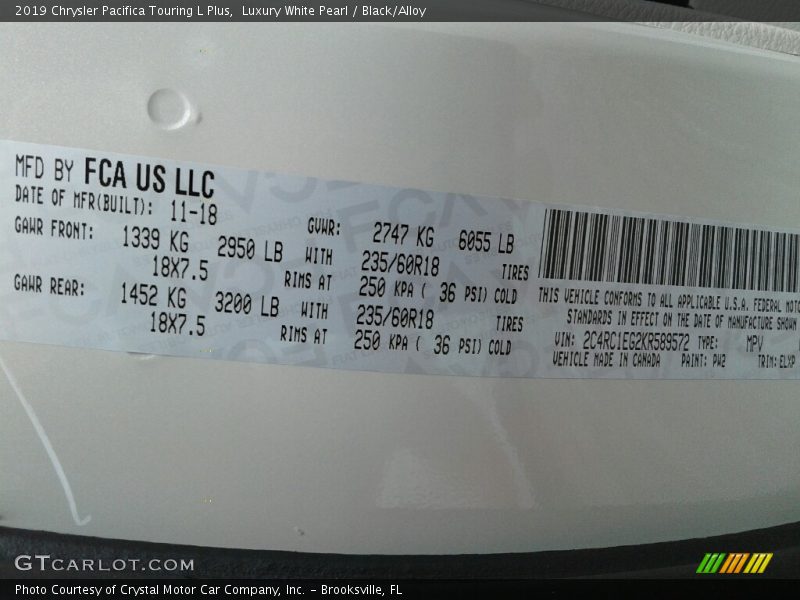 2019 Chrysler Pacifica Touring L Plus,  Luxury White Pearl / Black/Alloy
MFD BY FCA US LLC
DATE OF MFR(BUILT): 11-18
GVWR: 2747 KG 6055 LB
GAWR FRONT: 1339 KG 2950 LB WITH 235/60R18 TIRES
18X7.5 RIMS AT 250 KPA ( 36 PSI) COLD
GAWR REAR: 1452 KG 3200 LB WITH 235/60R18 TIRES
18X7.5 RIMS AT 250 KPA ( 36 PSI) COLD
THIS VEHICLE CONFORMS TO ALL APPLICABLE U.S.A. FEDERAL MOTO
STANDARDS IN EFFECT ON THE DATE OF MANUFACTURE SHOWN
VIN: 2C4RC1EG2KR589572 TYPE: MPV
VEHICLE MADE IN CANADA PAINT: PW2 TRIM: ELXP
GTCARLOT.COM
Photo Courtesy of Crystal Motor Car Company, Inc. – Brooksville, FL